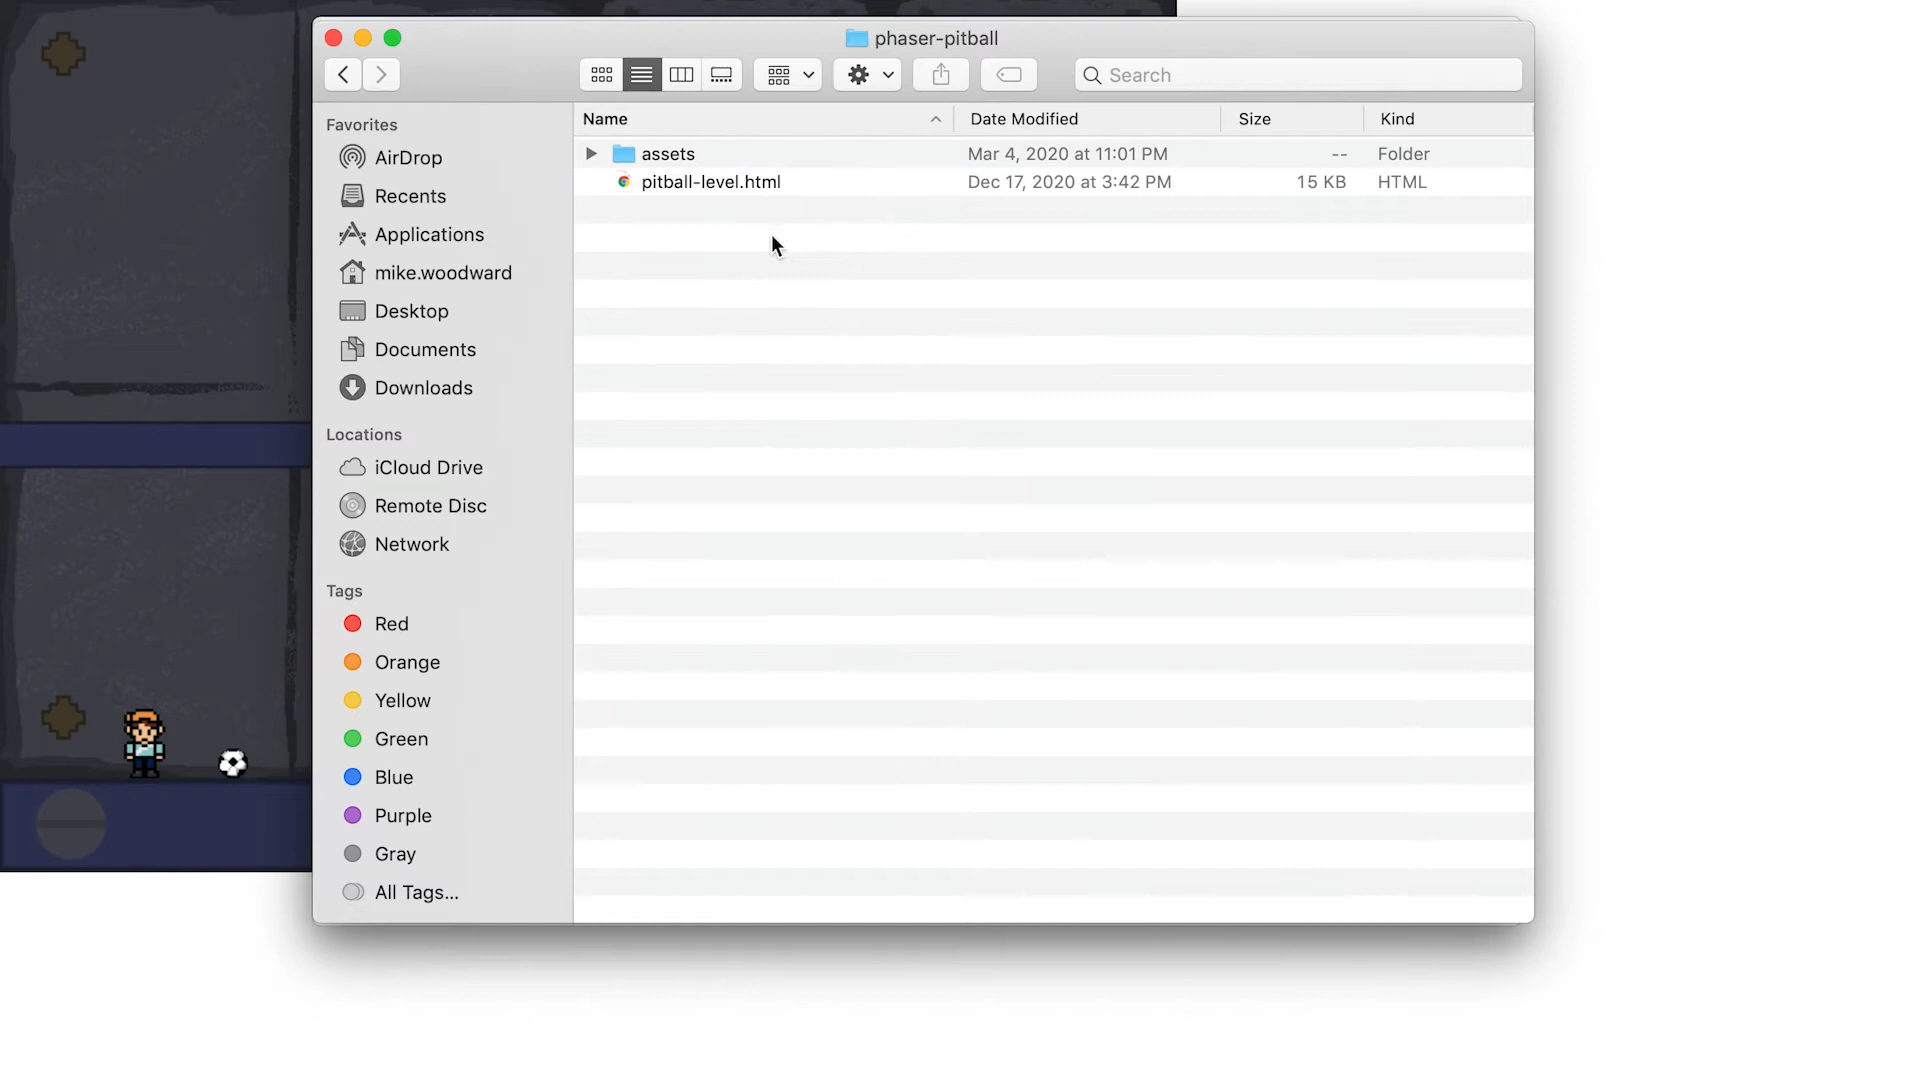 phaser-pitball
Search
Favorites
AirDrop
Recents
Applications
mike.woodward
Desktop
Documents
Downloads
Locations
iCloud Drive
Remote Disc
Network
Tags
Red
Orange
Yellow
Green
Blue
Purple
Gray
All Tags...
Name Date Modified Size Kind
assets Mar 4, 2020 at 11:01 PM -- Folder
pitball-level.html Dec 17, 2020 at 3:42 PM 15 KB HTML